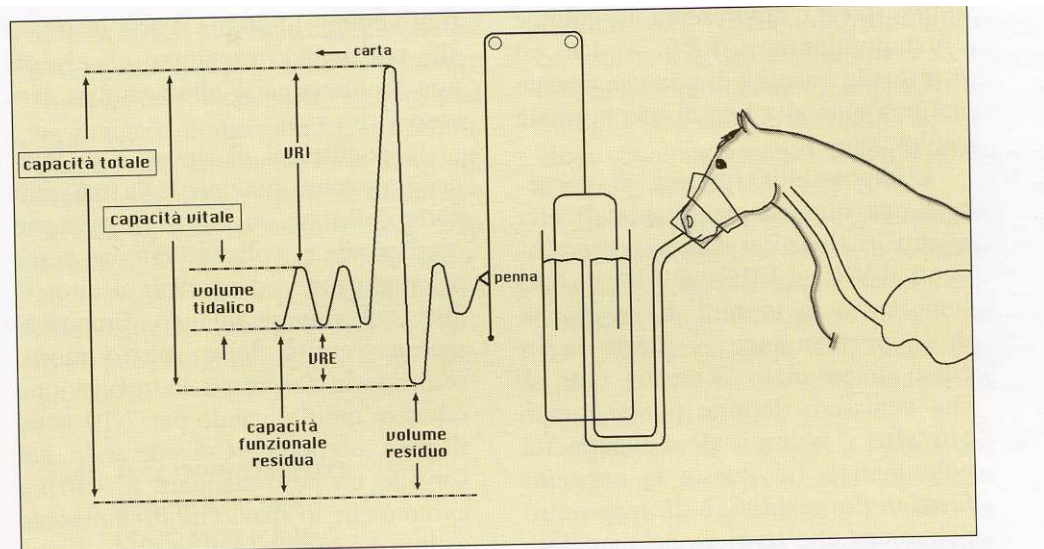 carta
capacità totale
VRI
capacità vitale
volume
tidalico
penna
VRE
capacità
funzionale
residua
volume
residuo